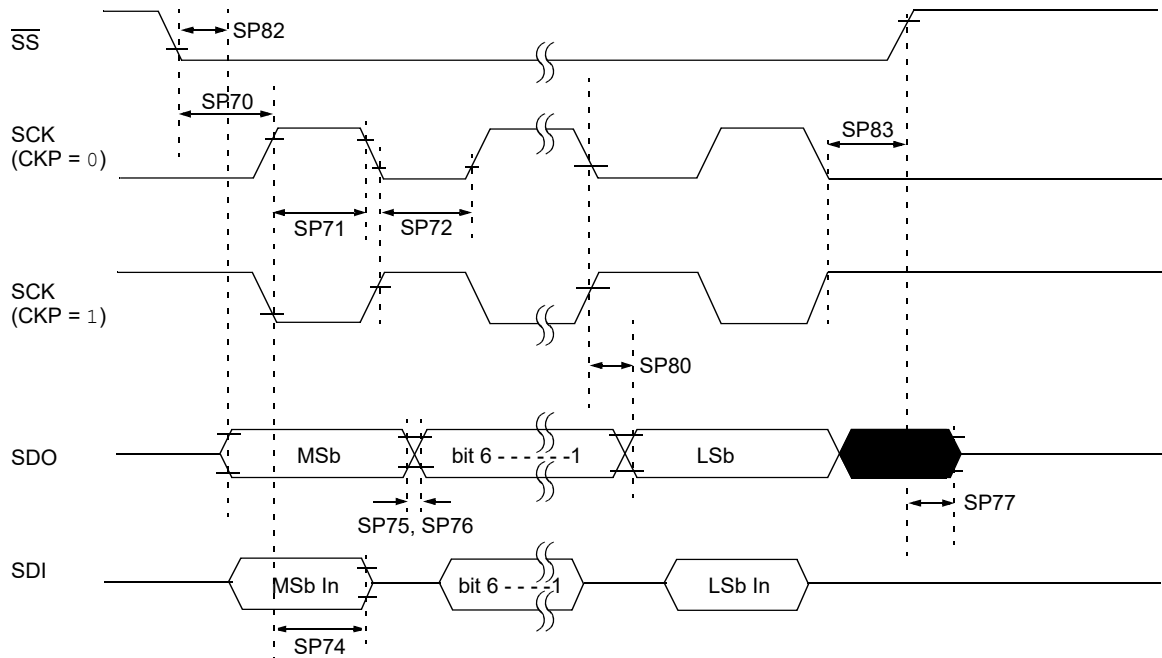 SS
SP82
SP70
SCK
(CKP = 0)
SP83
SP71
SP72
SCK
(CKP = 1)
SP80
SDO
MSb
bit 6 - - - - - -1
LSb
SP75, SP76
SP77
SDI
MSb In
bit 6 - - - - -1
LSb In
SP74